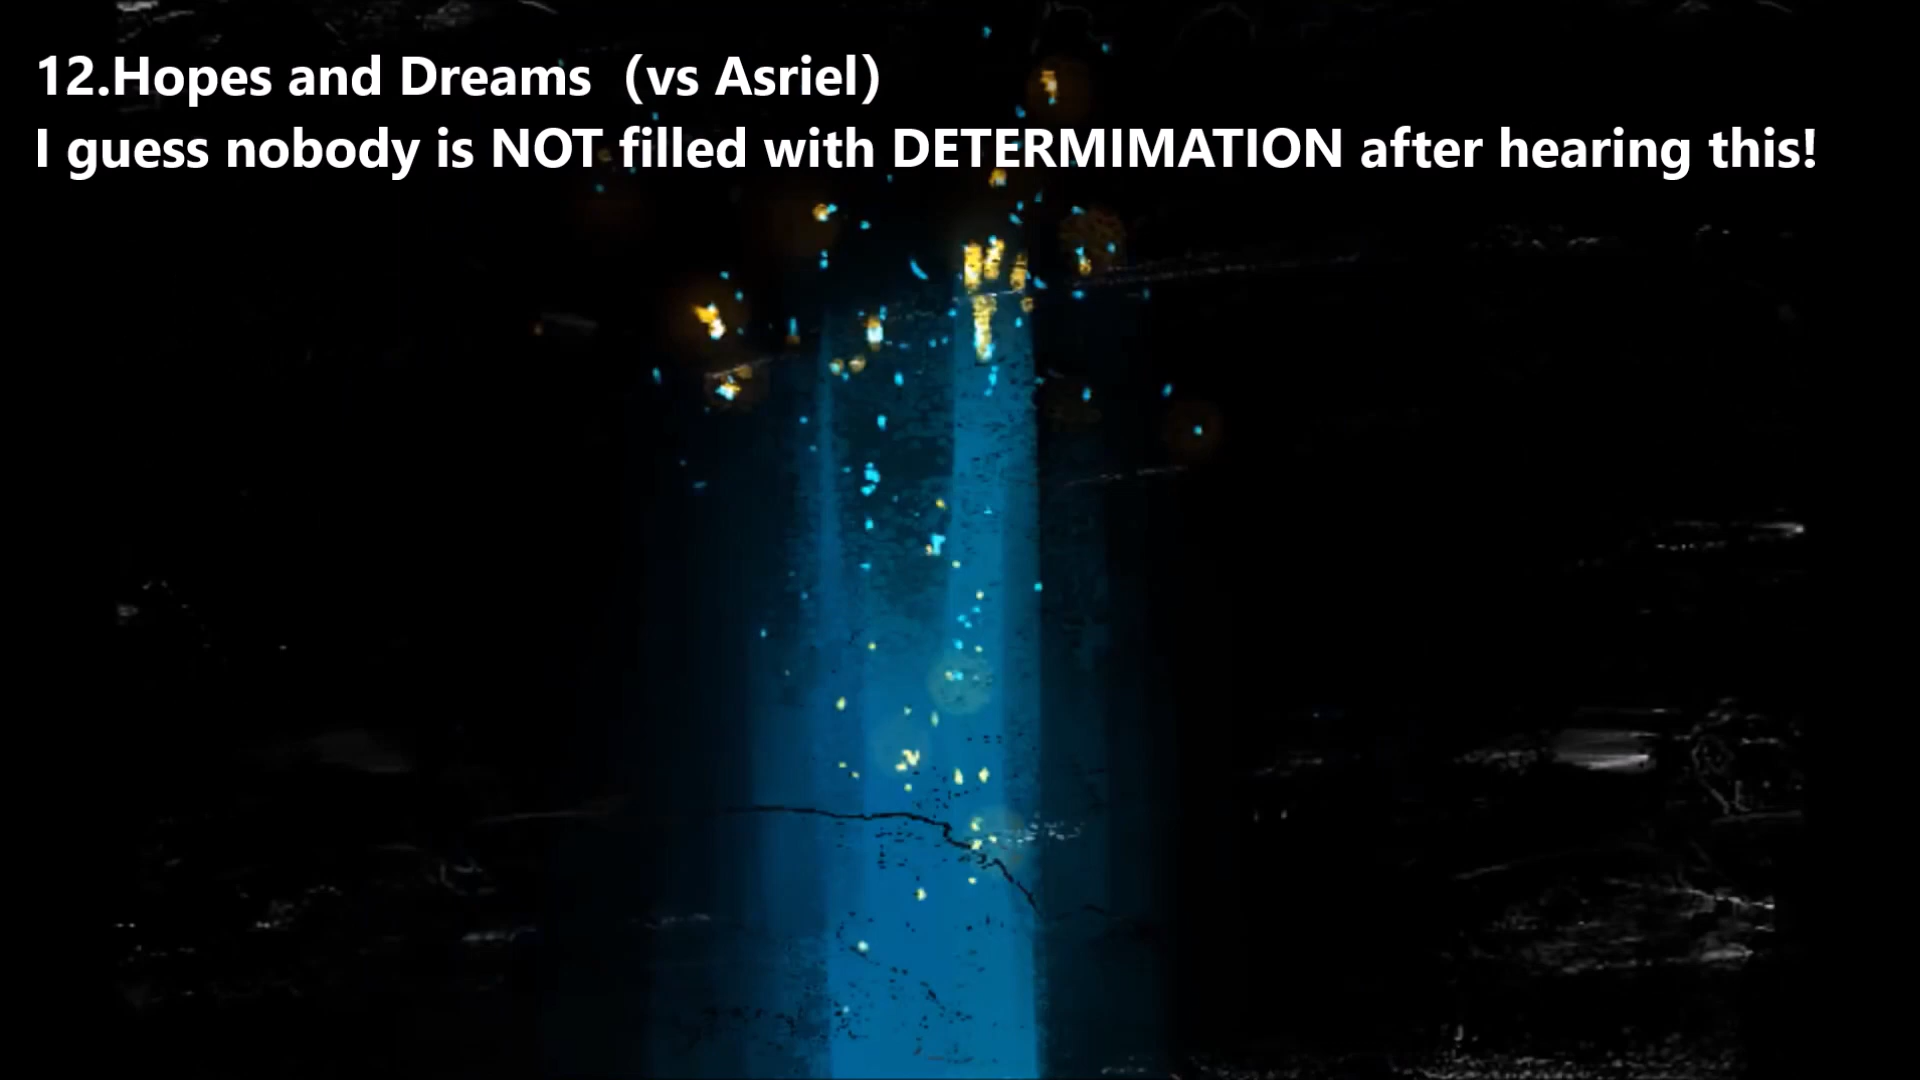 12.Hopes and Dreams  (vs Asriel)
I guess nobody is NOT filled with DETERMIMATION after hearing this!